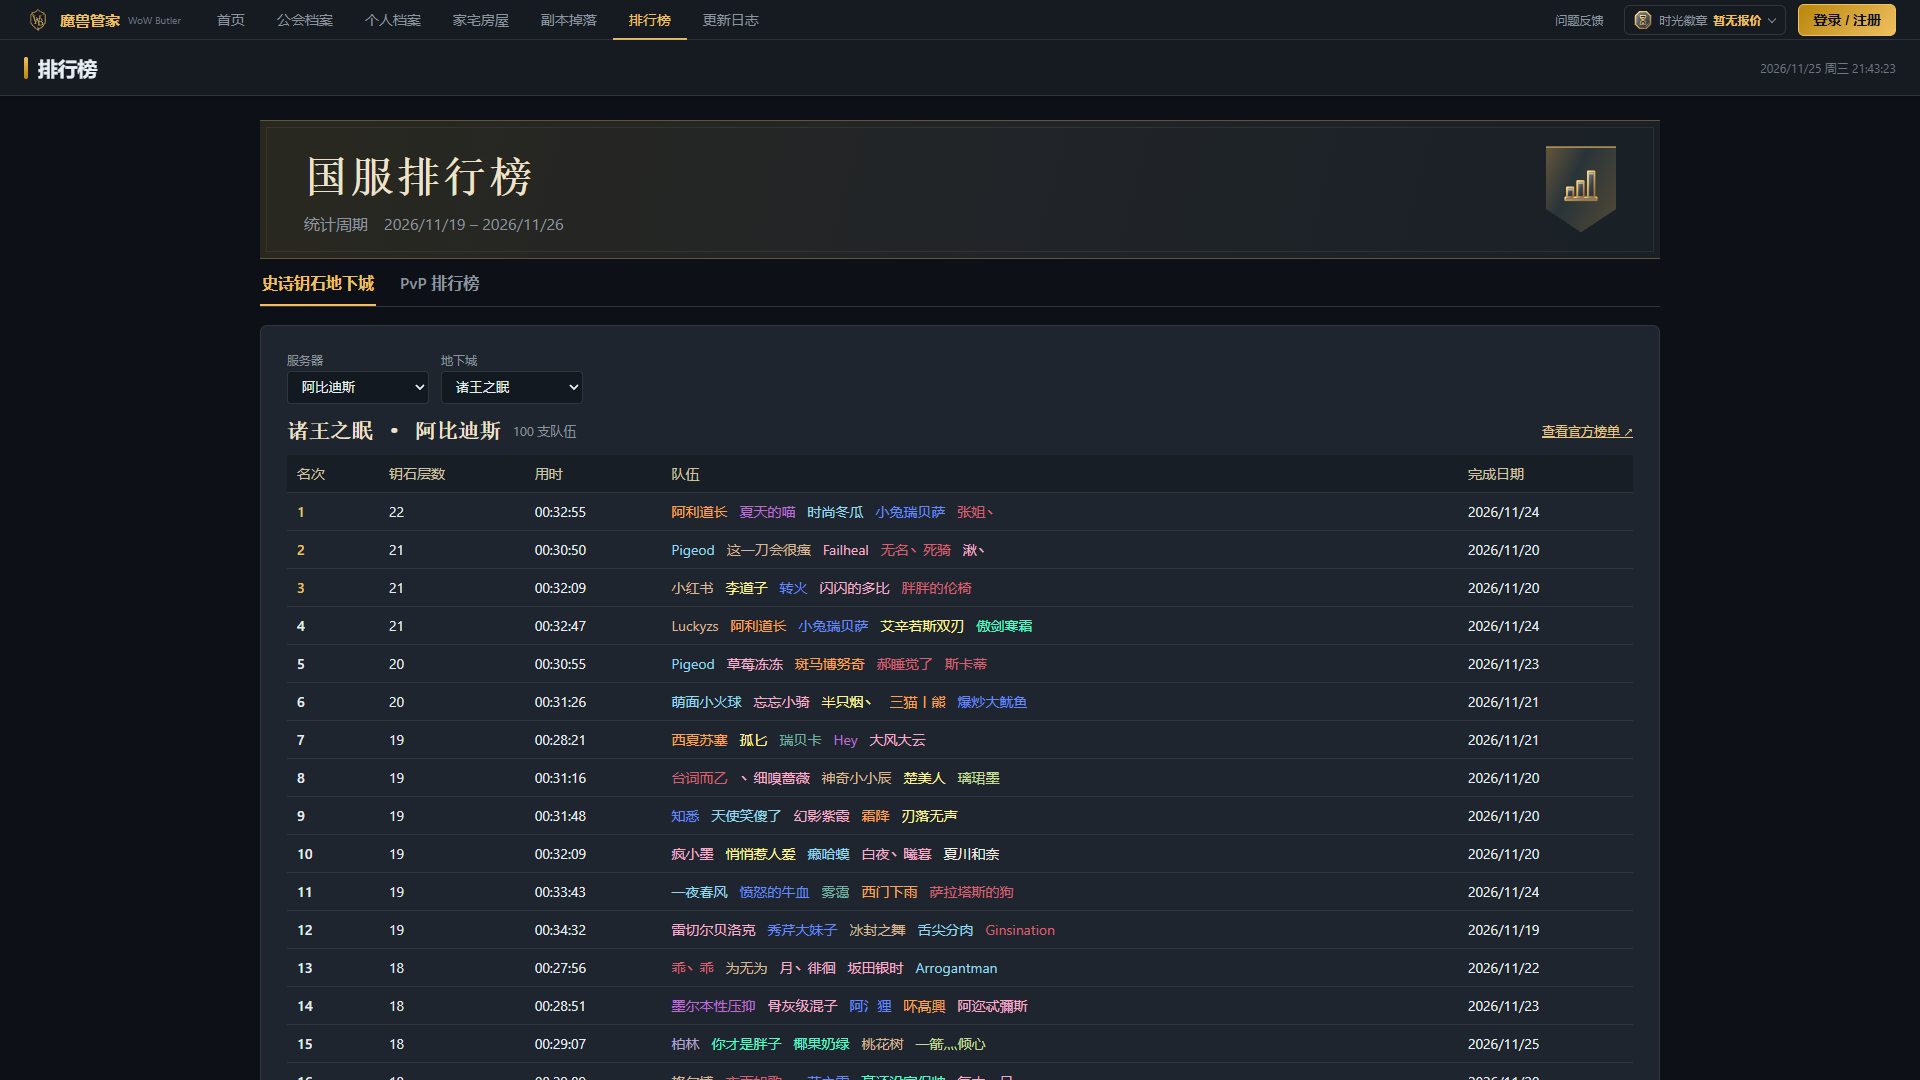 魔兽管家 WoW Butler 首页 公会档案 个人档案 家宅房屋 副本掉落 排行榜 更新日志 问题反馈 时光徽章 暂无报价 登录 / 注册
排行榜 2026/11/25 周三 21:43:23
国服排行榜
统计周期 2026/11/19 – 2026/11/26
史诗钥石地下城 PvP 排行榜
服务器 地下城
阿比迪斯 诸王之眠
诸王之眠 • 阿比迪斯 100 支队伍 查看官方榜单 ↗
名次 钥石层数 用时 队伍 完成日期
1 22 00:32:55 阿利道长 夏天的喵 时尚冬瓜 小兔瑞贝萨 张姐丶 2026/11/24
2 21 00:30:50 Pigeod 这一刀会很痛 Failheal 无名丶死骑 湫丶 2026/11/20
3 21 00:32:09 小红书 李道子 转火 闪闪的多比 胖胖的伦椅 2026/11/20
4 21 00:32:47 Luckyzs 阿利道长 小兔瑞贝萨 艾辛若斯双刃 傲剑寒霜 2026/11/24
5 20 00:30:55 Pigeod 草莓冻冻 斑马博努奇 郝睡觉了 斯卡蒂 2026/11/23
6 20 00:31:26 萌面小火球 忘忘小骑 半只烟丶 三猫丨熊 爆炒大鱿鱼 2026/11/21
7 19 00:28:21 西夏苏塞 孤匕 瑞贝卡 Hey 大风大云 2026/11/21
8 19 00:31:16 台词而乙 丶细嗅蔷薇 神奇小小辰 楚美人 璃珺墨 2026/11/20
9 19 00:31:48 知悉 天使笑傻了 幻影紫霞 霜降 刃落无声 2026/11/20
10 19 00:32:09 疯小墨 悄悄惹人爱 癞哈蟆 白夜丶曦暮 夏川和奈 2026/11/20
11 19 00:33:43 一夜春风 愤怒的牛血 西门下雨 萨拉塔斯的狗 2026/11/24
12 19 00:34:32 雷切尔贝洛克 秀芹大妹子 冰封之舞 舌尖分肉 Ginsination 2026/11/19
13 18 00:27:56 乖丶乖 为无为 月丶徘徊 坂田银时 Arrogantman 2026/11/22
14 18 00:28:51 墨尔本性压抑 骨灰级混子 阿氵狸 阿迩忒彌斯 2026/11/23
15 18 00:29:07 柏林 你才是胖子 椰果奶绿 桃花树 一箭灬倾心 2026/11/25